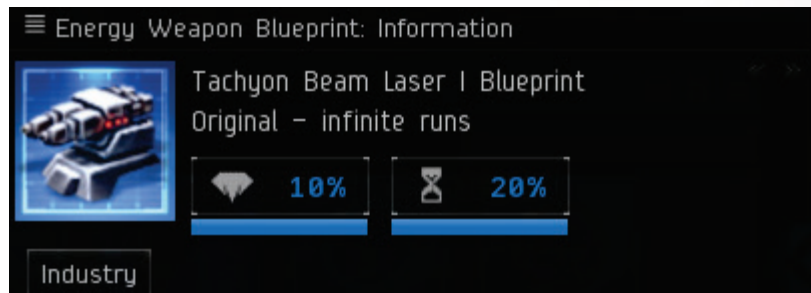 Energy Weapon Blueprint: Information
Tachyon Beam Laser I Blueprint
Original – infinite runs
10%
20%
Industry